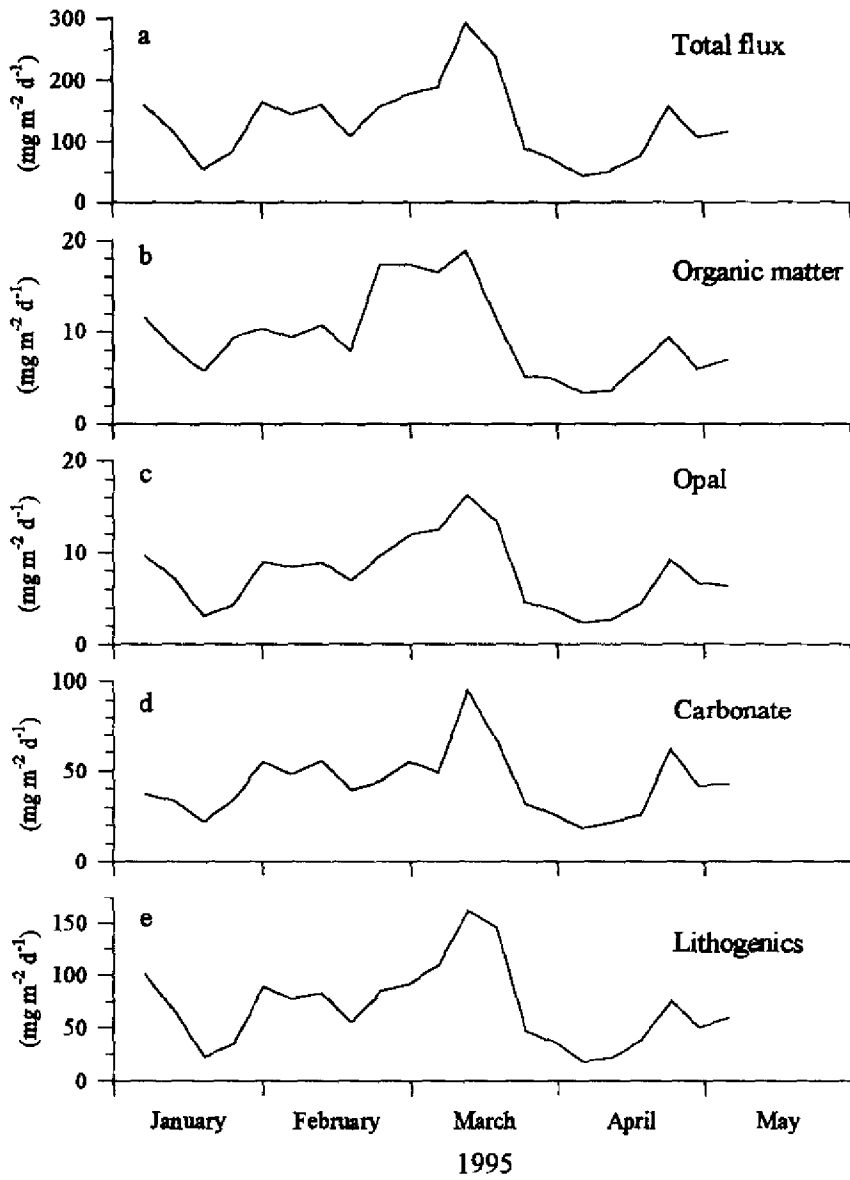 300
a
Total flux
200
100
0
(mg m⁻² d⁻¹)
20
b
Organic matter
10
0
(mg m⁻² d⁻¹)
20
c
Opal
10
0
(mg m⁻² d⁻¹)
100
d
Carbonate
50
0
(mg m⁻² d⁻¹)
150
e
Lithogenics
100
50
0
(mg m⁻² d⁻¹)
January February March April May
1995